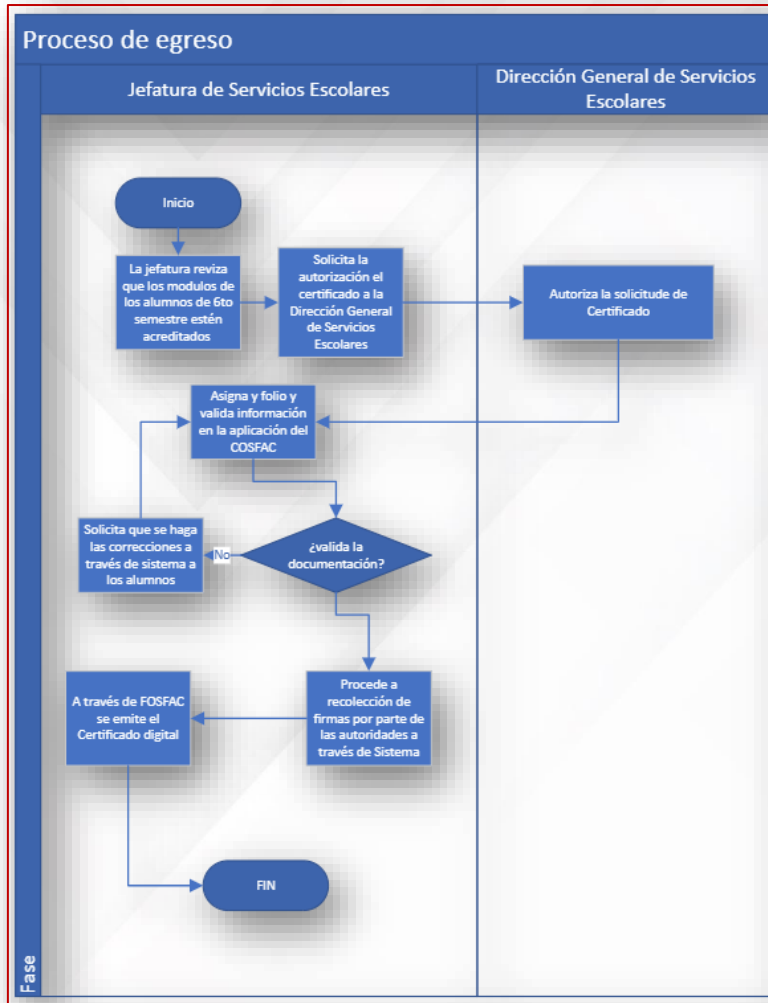 Proceso de egreso
Jefatura de Servicios Escolares
Dirección General de Servicios
Escolares
Inicio
La jefatura reviza
que los modulos de
los alumnos de 6to
semestre estén
acreditados
Solicita la
autorización el
certificado a la
Dirección General
de Servicios
Escolares
Autoriza la solicitude de
Certificado
Asigna y folio y
valida información
en la aplicación del
COSFAC
¿valida la
documentación?
No
Solicita que se haga
las correcciones a
través de sistema a
los alumnos
Procede a
recolección de
firmas por parte de
las autoridades a
través de Sistema
A través de FOSFAC
se emite el
Certificado digital
FIN
Fase